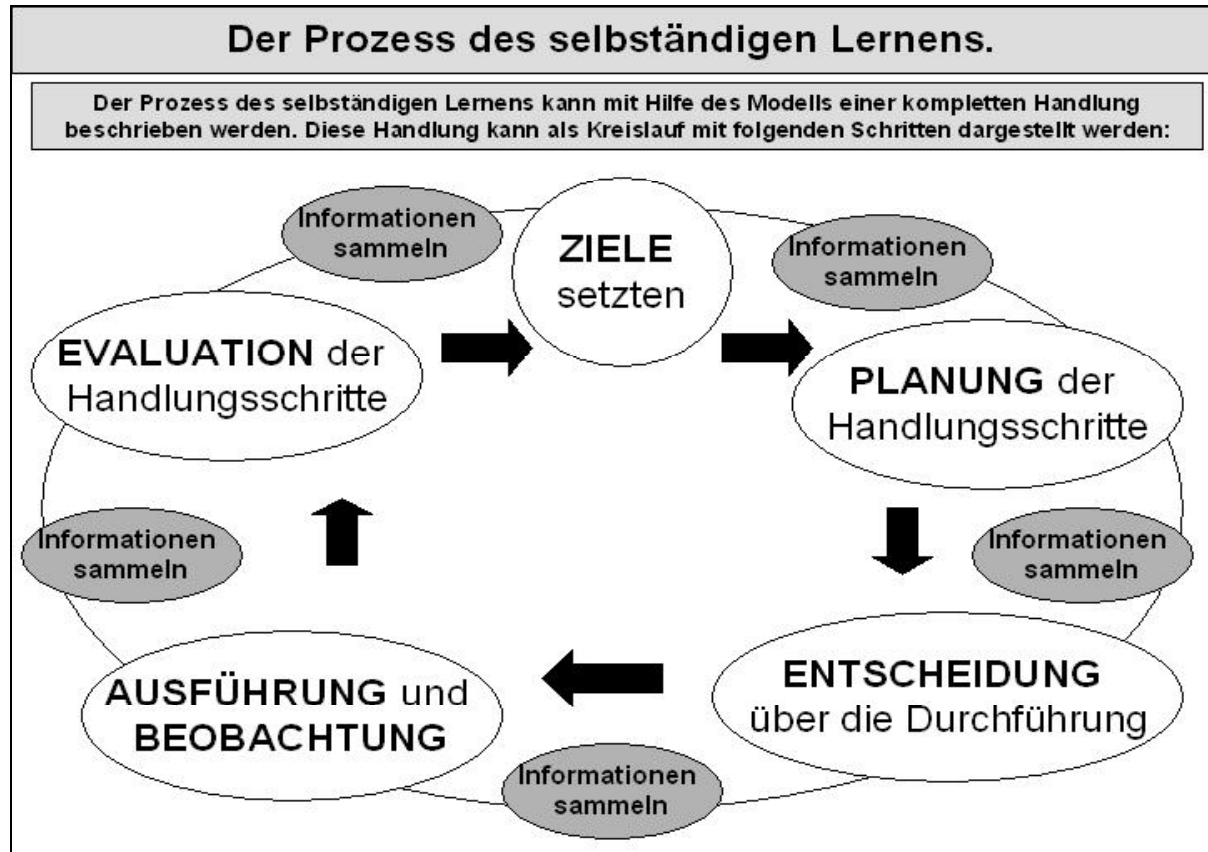 Der Prozess des selbständigen Lernens.
Der Prozess des selbständigen Lernens kann mit Hilfe des Modells einer kompletten Handlung
beschrieben werden. Diese Handlung kann als Kreislauf mit folgenden Schritten dargestellt werden:
ZIELE
setzten
Informationen
sammeln
PLANUNG der
Handlungsschritte
Informationen
sammeln
ENTSCHEIDUNG
über die Durchführung
Informationen
sammeln
AUSFÜHRUNG und
BEOBACHTUNG
Informationen
sammeln
EVALUATION der
Handlungsschritte
Informationen
sammeln